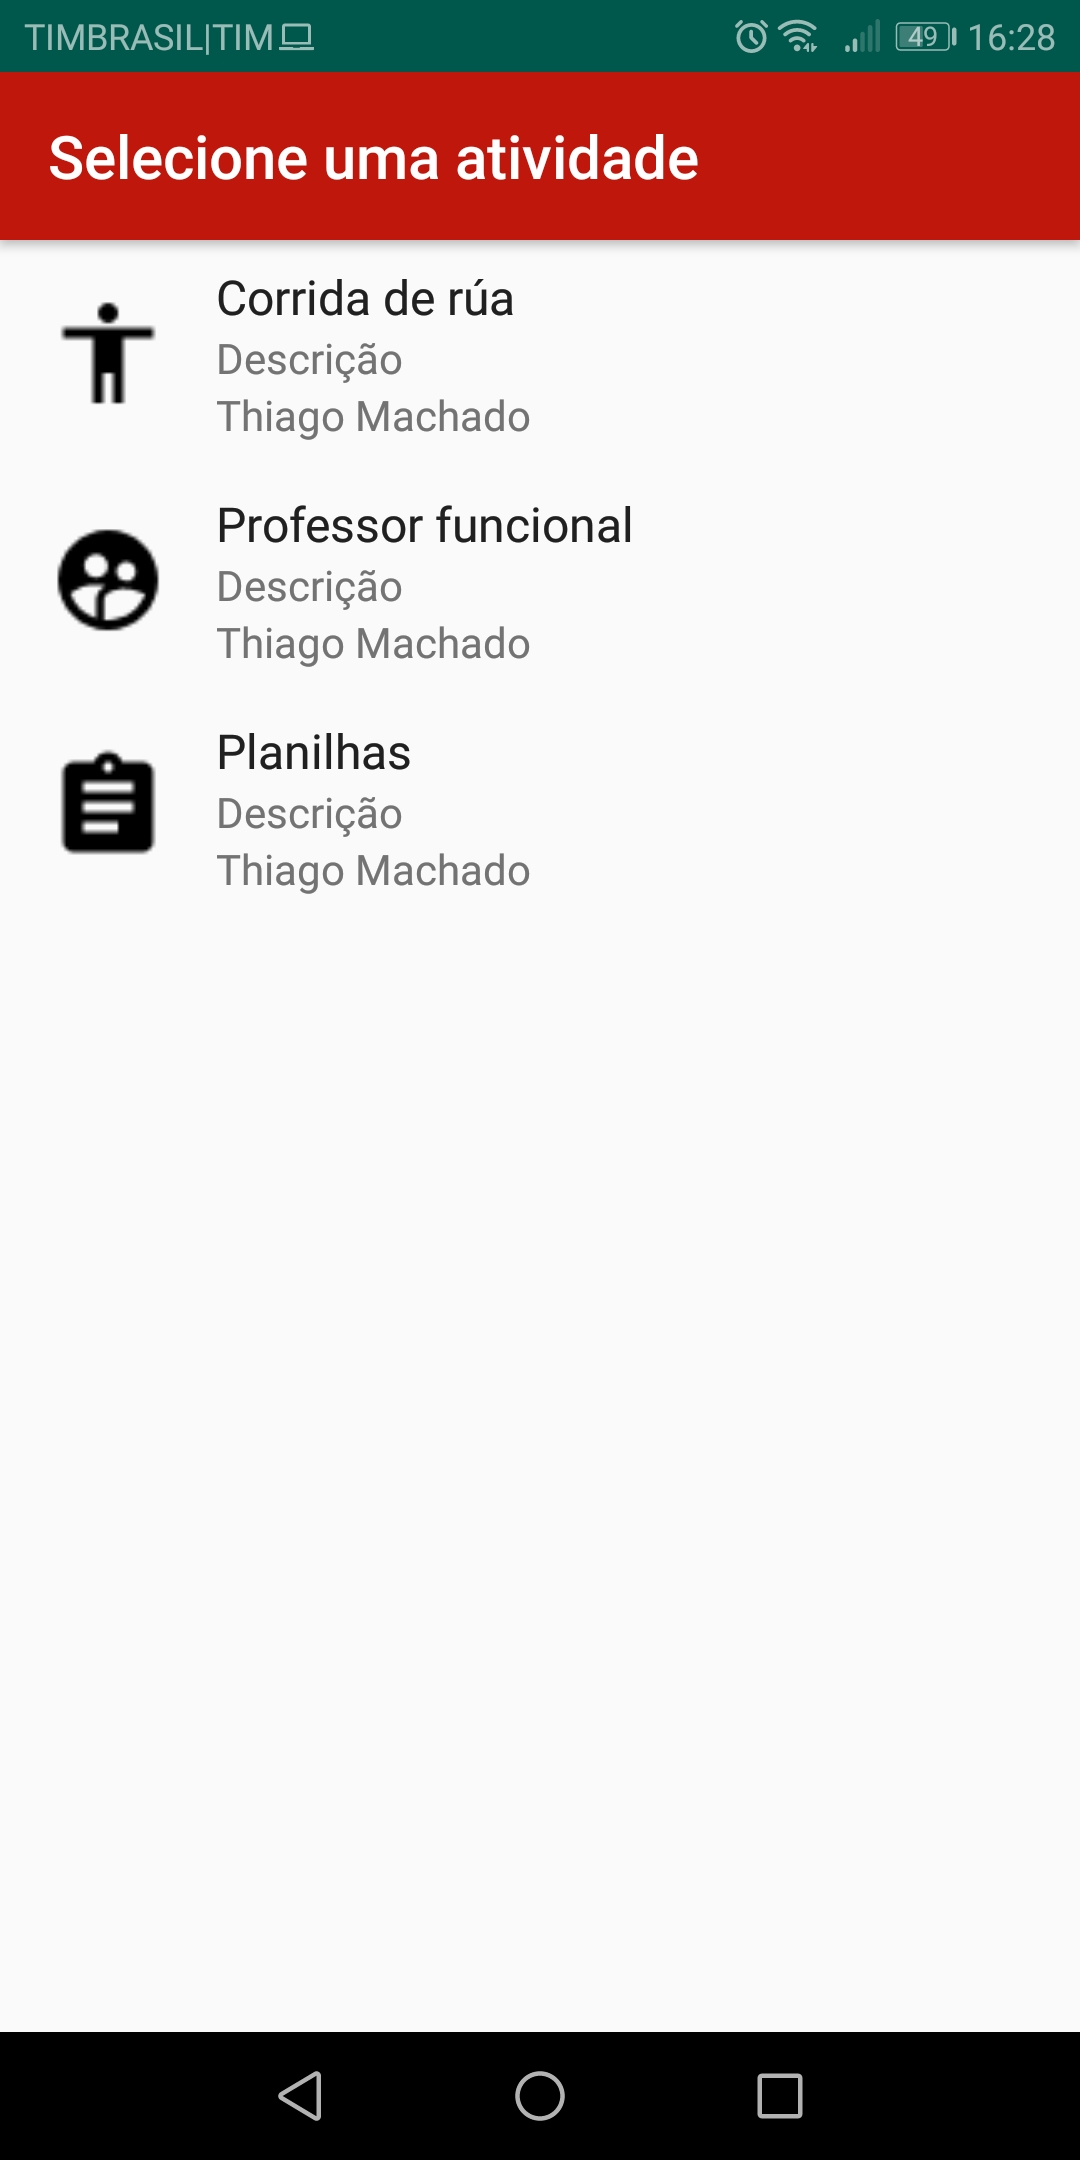 TIMBRASIL|TIM 49 16:28
Selecione uma atividade
Corrida de rúa
Descrição
Thiago Machado
Professor funcional
Descrição
Thiago Machado
Planilhas
Descrição
Thiago Machado